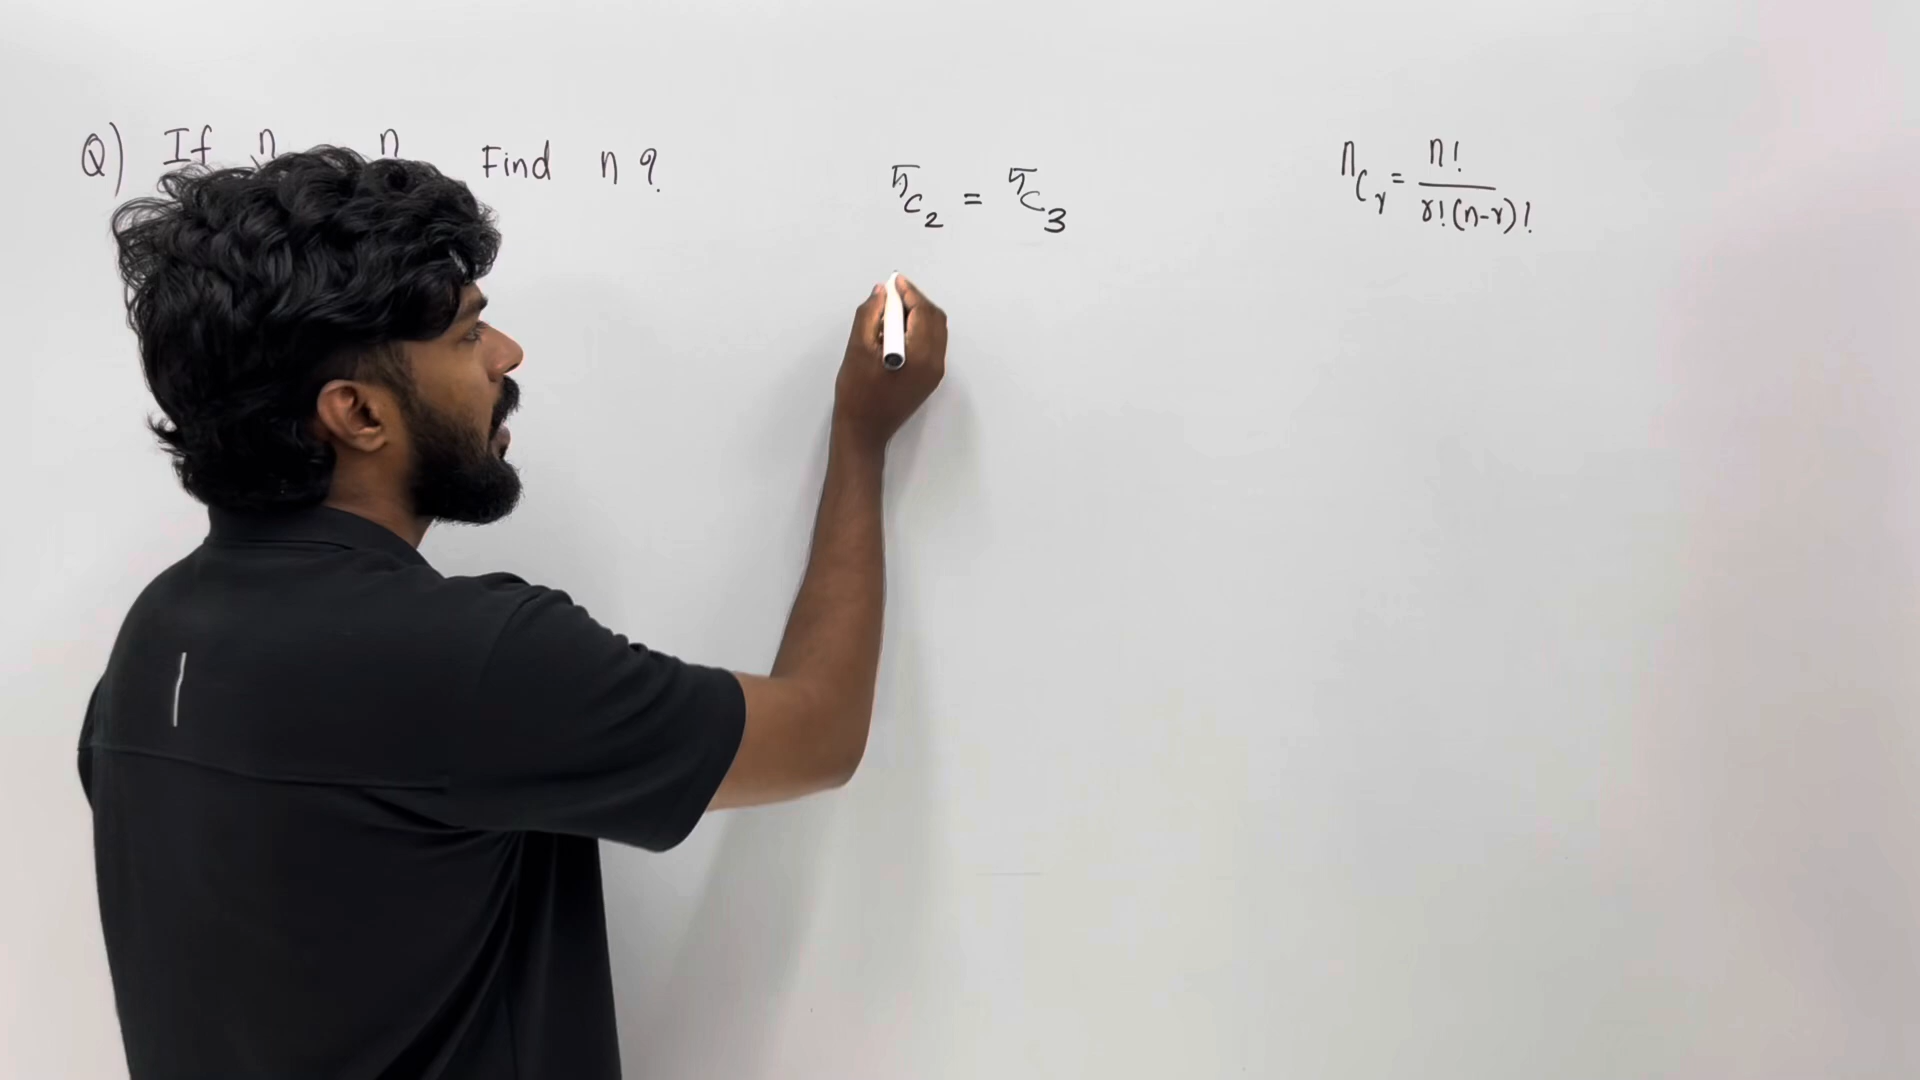 Q) If n n Find n ?
ⁿC₂ = ⁿC₃
ⁿCᵣ = n! / r!(n-r)!